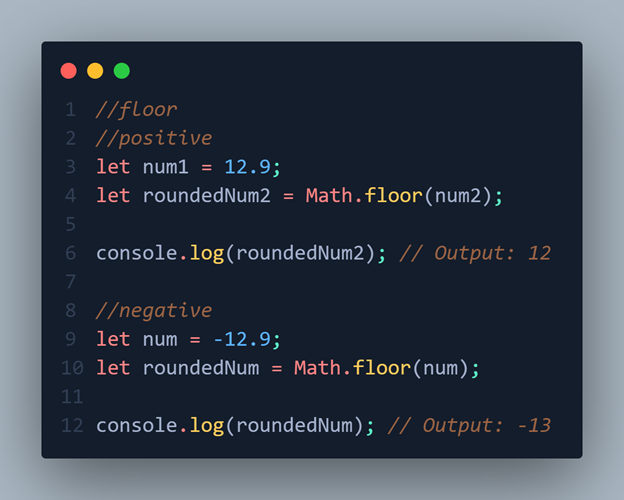 1 //floor
2 //positive
3 let num1 = 12.9;
4 let roundedNum2 = Math.floor(num2);
5
6 console.log(roundedNum2); // Output: 12
7
8 //negative
9 let num = -12.9;
10 let roundedNum = Math.floor(num);
11
12 console.log(roundedNum); // Output: -13